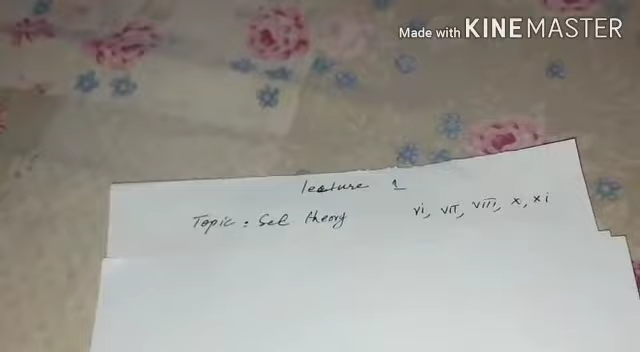 Made with KINEMASTER
lecture 1
Topic : Set theory vi, VII, VIII, x, xi